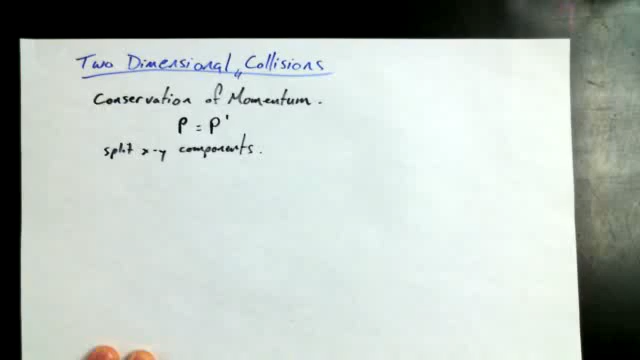 Two Dimensional Collisions
Conservation of Momentum.
P = P'
split x-y components.